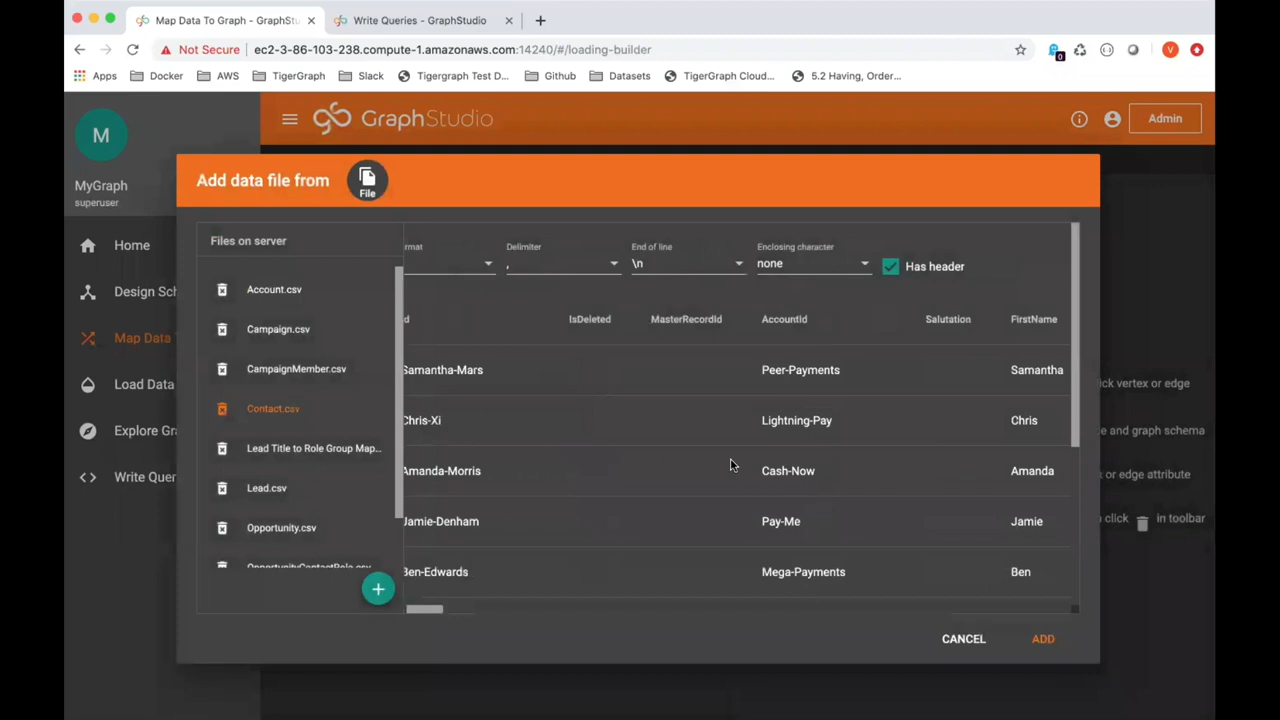 Map Data To Graph - GraphStu
Write Queries - GraphStudio
Not Secure
ec2-3-86-103-238.compute-1.amazonaws.com:14240/#/loading-builder
0
V
Apps
Docker
AWS
TigerGraph
Slack
Tigergraph Test D...
Github
Datasets
TigerGraph Cloud...
5.2 Having, Order...
M
MyGraph
superuser
GraphStudio
Admin
Home
Design Sch
Map Data T
Load Data
Explore Gra
Write Quer
Add data file from
File
Files on server
Account.csv
Campaign.csv
CampaignMember.csv
Contact.csv
Lead Title to Role Group Map...
Lead.csv
Opportunity.csv
OpportunityContactRole.csv
rmat
Delimiter
,
End of line
\n
Enclosing character
none
Has header
d IsDeleted MasterRecordId AccountId Salutation FirstName
Samantha-Mars Peer-Payments Samantha
Chris-Xi Lightning-Pay Chris
Amanda-Morris Cash-Now Amanda
Jamie-Denham Pay-Me Jamie
Ben-Edwards Mega-Payments Ben
CANCEL
ADD
ick vertex or edge
e and graph schema
x or edge attribute
click in toolbar